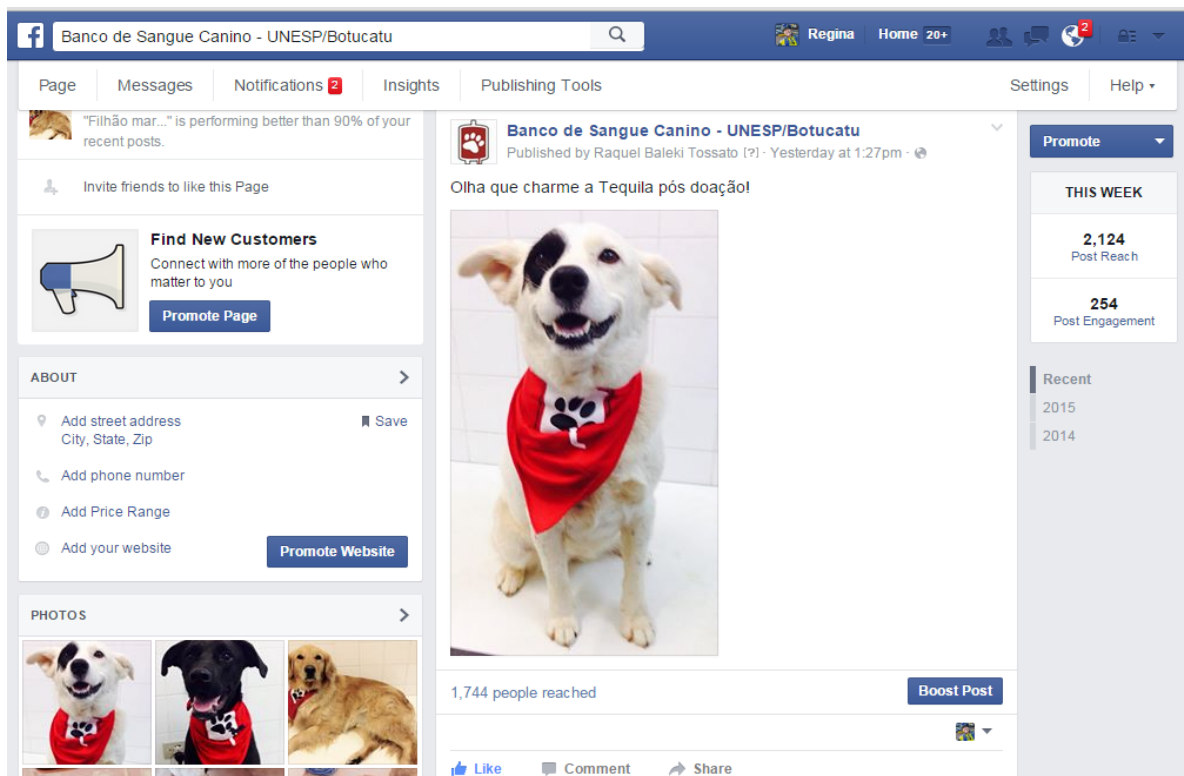 Banco de Sangue Canino - UNESP/Botucatu
Regina
Home 20+
2
Page
Messages
Notifications 2
Insights
Publishing Tools
Settings
Help
"Filhão mar..." is performing better than 90% of your
recent posts.
Invite friends to like this Page
Find New Customers
Connect with more of the people who
matter to you
Promote Page
ABOUT
Add street address
City, State, Zip
Save
Add phone number
Add Price Range
Add your website
Promote Website
PHOTOS
Banco de Sangue Canino - UNESP/Botucatu
Published by Raquel Baleki Tossato [?] · Yesterday at 1:27pm ·
Olha que charme a Tequila pós doação!
1,744 people reached
Boost Post
Like
Comment
Share
Promote
THIS WEEK
2,124
Post Reach
254
Post Engagement
Recent
2015
2014